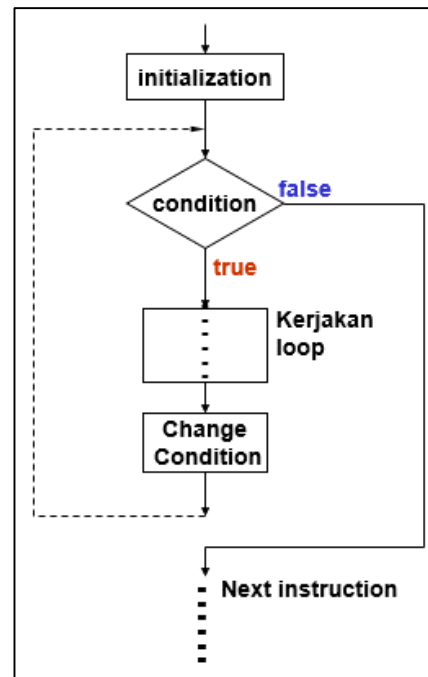 initialization
condition
false
true
Kerjakan
loop
Change
Condition
Next instruction